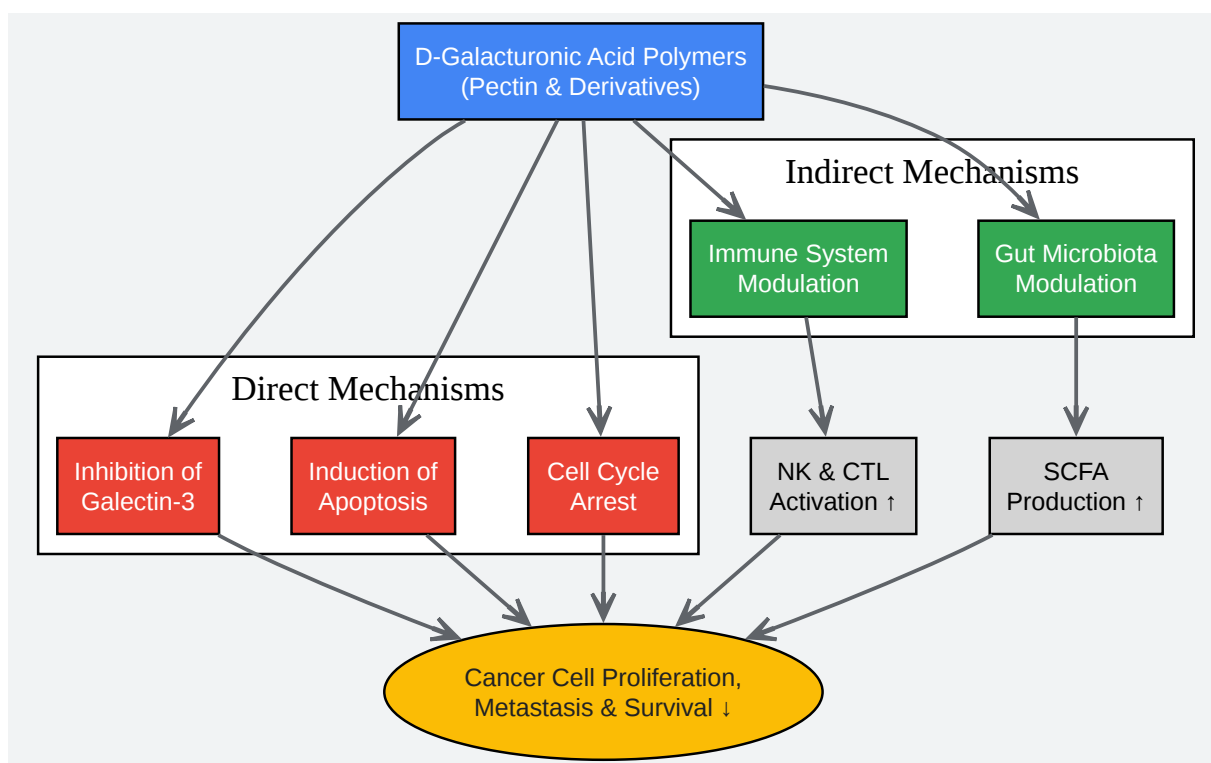 D-Galacturonic Acid Polymers
(Pectin & Derivatives)
Indirect Mechanisms
Immune System
Modulation
Gut Microbiota
Modulation
Direct Mechanisms
Inhibition of
Galectin-3
Induction of
Apoptosis
Cell Cycle
Arrest
NK & CTL
Activation ↑
SCFA
Production ↑
Cancer Cell Proliferation,
Metastasis & Survival ↓